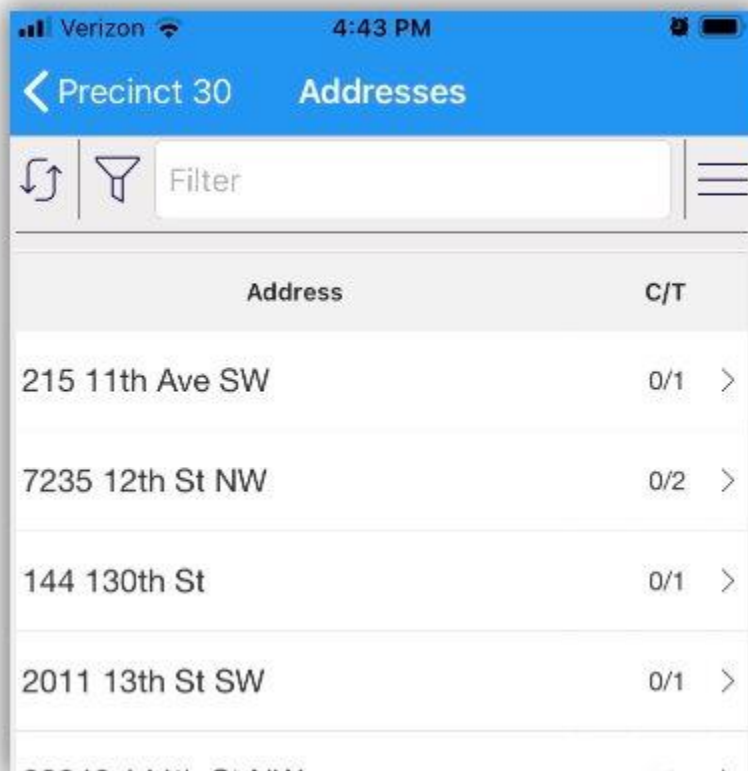 Verizon 4:43 PM
Precinct 30 Addresses
Filter
Address C/T
215 11th Ave SW 0/1
7235 12th St NW 0/2
144 130th St 0/1
2011 13th St SW 0/1